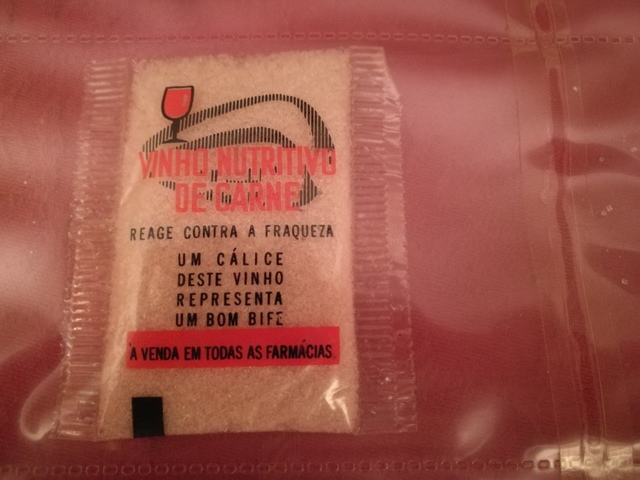 VINHO NUTRITIVO
DE CARNE
REAGE CONTRA A FRAQUEZA
UM CÁLICE
DESTE VINHO
REPRESENTA
UM BOM BIFE
À VENDA EM TODAS AS FARMÁCIAS